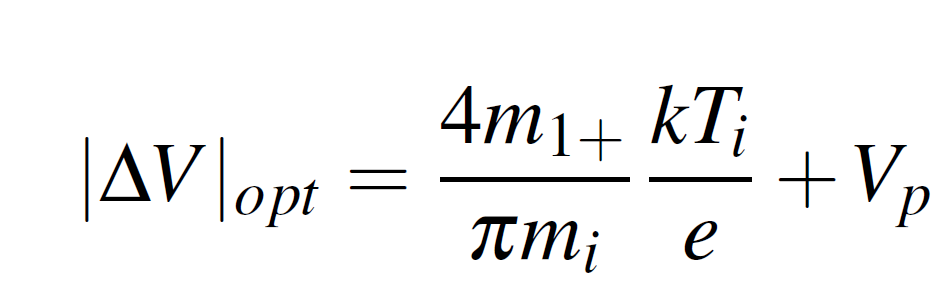 |ΔV|_{opt} = \frac{4m_{1+}}{πm_i} \frac{kT_i}{e} + V_p